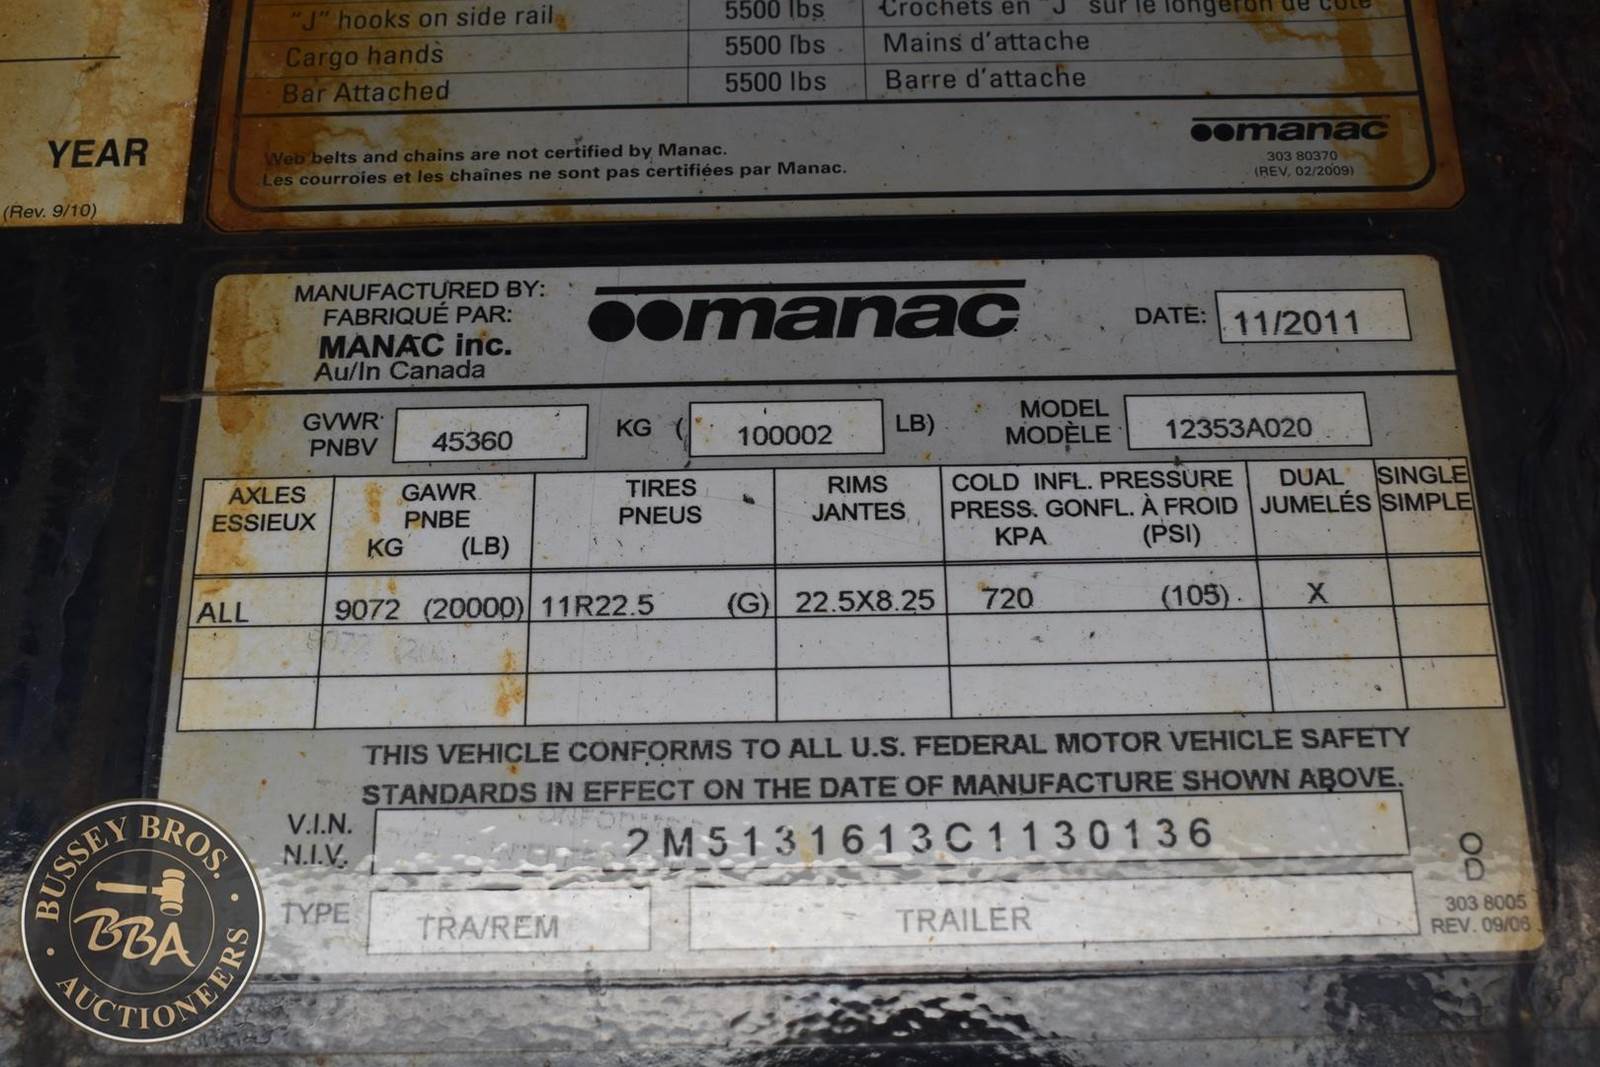 "J" hooks on side rail 5500 lbs Crochets en "J" sur le longeron de côté
Cargo hands 5500 lbs Mains d'attache
Bar Attached 5500 lbs Barre d'attache
YEAR
(Rev. 9/10)
Web belts and chains are not certified by Manac.
Les courroies et les chaînes ne sont pas certifiées par Manac.
manac
303 80370
(REV, 02/2009)
MANUFACTURED BY:
FABRIQUÉ PAR:
MANAC inc.
Au/In Canada
manac
DATE: 11/2011
GVWR
PNBV 45360 KG ( 100002 LB)
MODEL
MODÈLE 12353A020
AXLES GAWR TIRES RIMS COLD INFL. PRESSURE DUAL SINGLE
ESSIEUX PNBE PNEUS JANTES PRESS. GONFL. À FROID JUMELÉS SIMPLE
KG (LB) KPA (PSI)
ALL 9072 (20000) 11R22.5 (G) 22.5X8.25 720 (105) X
THIS VEHICLE CONFORMS TO ALL U.S. FEDERAL MOTOR VEHICLE SAFETY
STANDARDS IN EFFECT ON THE DATE OF MANUFACTURE SHOWN ABOVE.
V.I.N.
N.I.V. 2M5131613C1130136
TYPE TRA/REM TRAILER
O
D
303 8005
REV. 09/06
BUSSEY BROS.
BBA
AUCTIONEERS